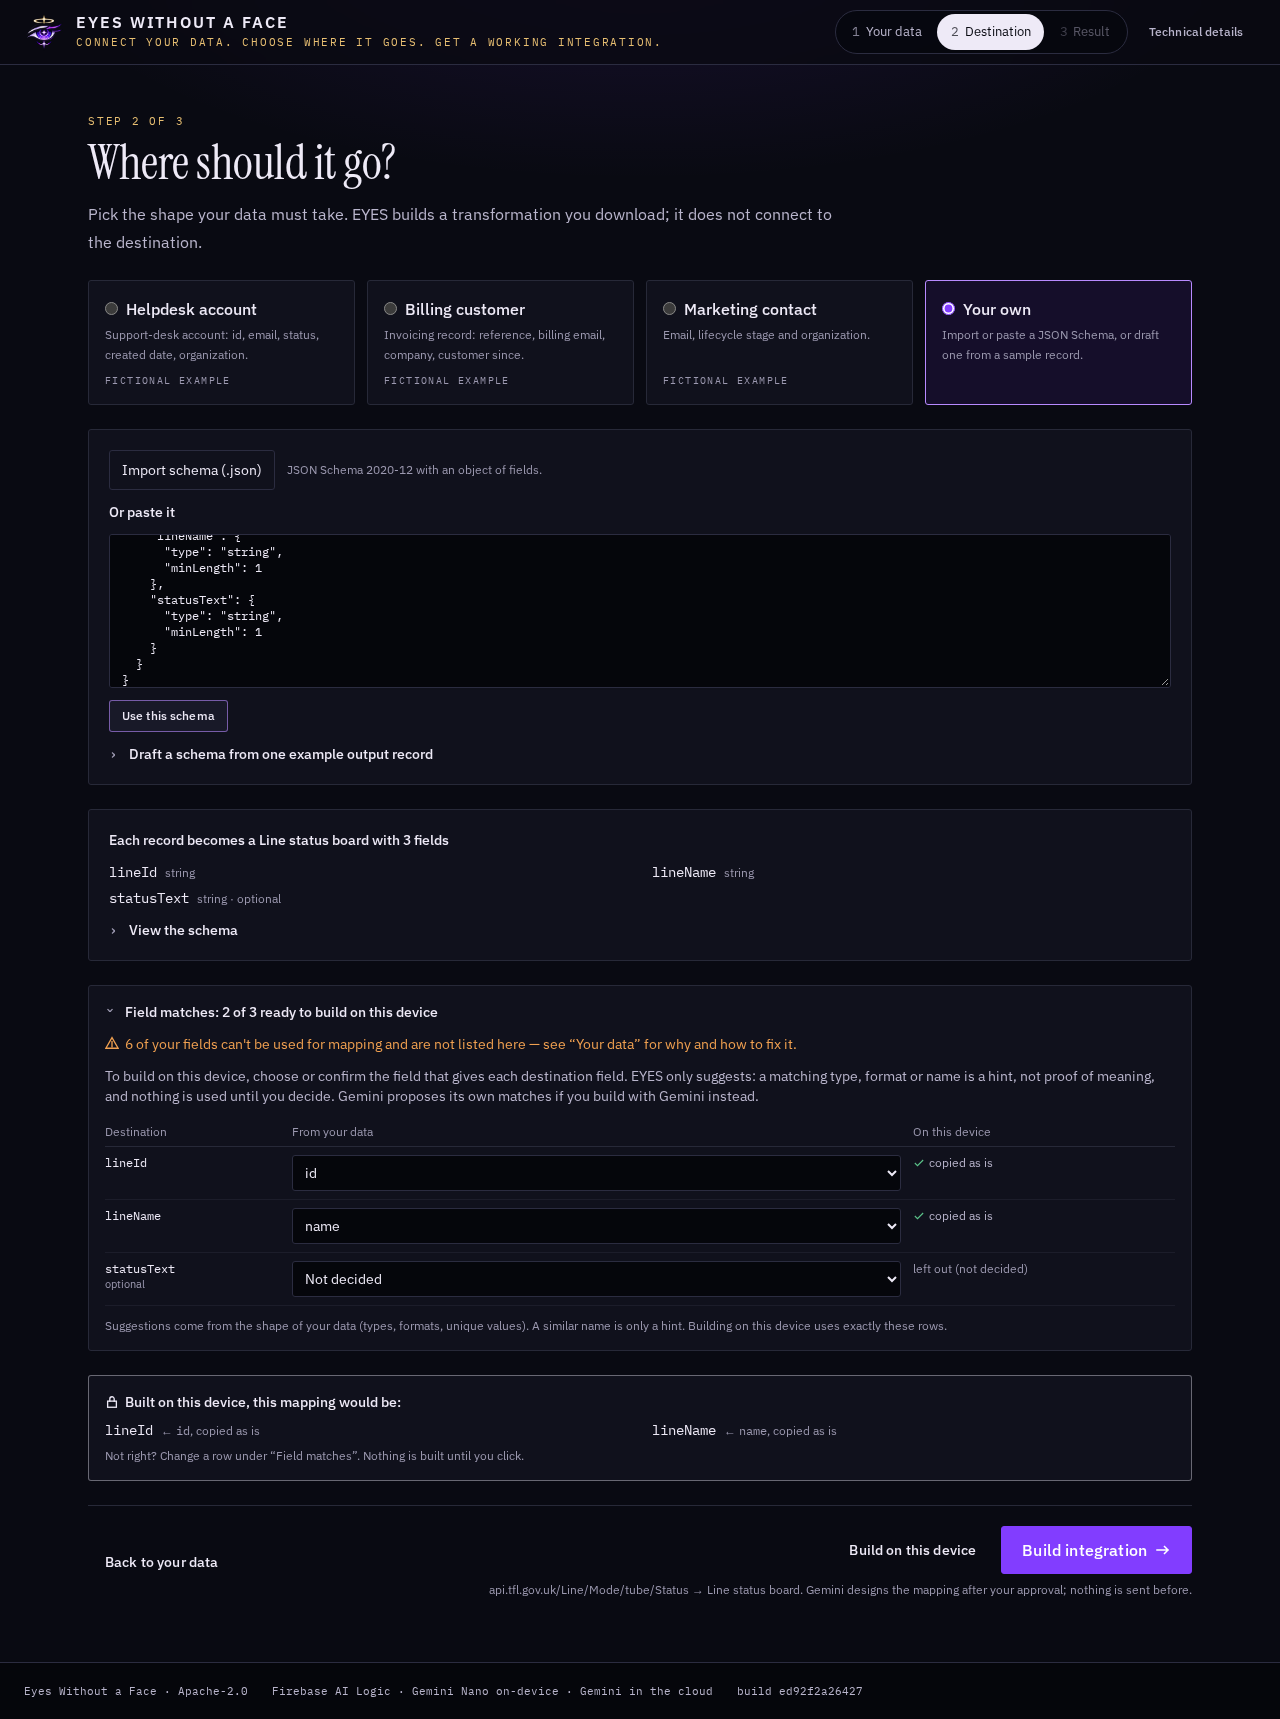 EYES WITHOUT A FACE
CONNECT YOUR DATA. CHOOSE WHERE IT GOES. GET A WORKING INTEGRATION.
1 Your data
2 Destination
3 Result
Technical details
STEP 2 OF 3
Where should it go?
Pick the shape your data must take. EYES builds a transformation you download; it does not connect to
the destination.
Helpdesk account
Support-desk account: id, email, status,
created date, organization.
FICTIONAL EXAMPLE
Billing customer
Invoicing record: reference, billing email,
company, customer since.
FICTIONAL EXAMPLE
Marketing contact
Email, lifecycle stage and organization.
FICTIONAL EXAMPLE
Your own
Import or paste a JSON Schema, or draft
one from a sample record.
Import schema (.json)
JSON Schema 2020-12 with an object of fields.
Or paste it
"lineName": {
"type": "string",
"minLength": 1
},
"statusText": {
"type": "string",
"minLength": 1
}
}
}
Use this schema
› Draft a schema from one example output record
Each record becomes a Line status board with 3 fields
lineId string
lineName string
statusText string · optional
› View the schema
Field matches: 2 of 3 ready to build on this device
6 of your fields can't be used for mapping and are not listed here — see “Your data” for why and how to fix it.
To build on this device, choose or confirm the field that gives each destination field. EYES only suggests: a matching type, format or name is a hint, not proof of meaning,
and nothing is used until you decide. Gemini proposes its own matches if you build with Gemini instead.
Destination
From your data
On this device
lineId
id
✓ copied as is
lineName
name
✓ copied as is
statusText
optional
Not decided
left out (not decided)
Suggestions come from the shape of your data (types, formats, unique values). A similar name is only a hint. Building on this device uses exactly these rows.
Built on this device, this mapping would be:
lineId ← id, copied as is
lineName ← name, copied as is
Not right? Change a row under “Field matches”. Nothing is built until you click.
Back to your data
Build on this device
Build integration →
api.tfl.gov.uk/Line/Mode/tube/Status → Line status board. Gemini designs the mapping after your approval; nothing is sent before.
Eyes Without a Face · Apache-2.0
Firebase AI Logic · Gemini Nano on-device · Gemini in the cloud
build ed92f2a26427